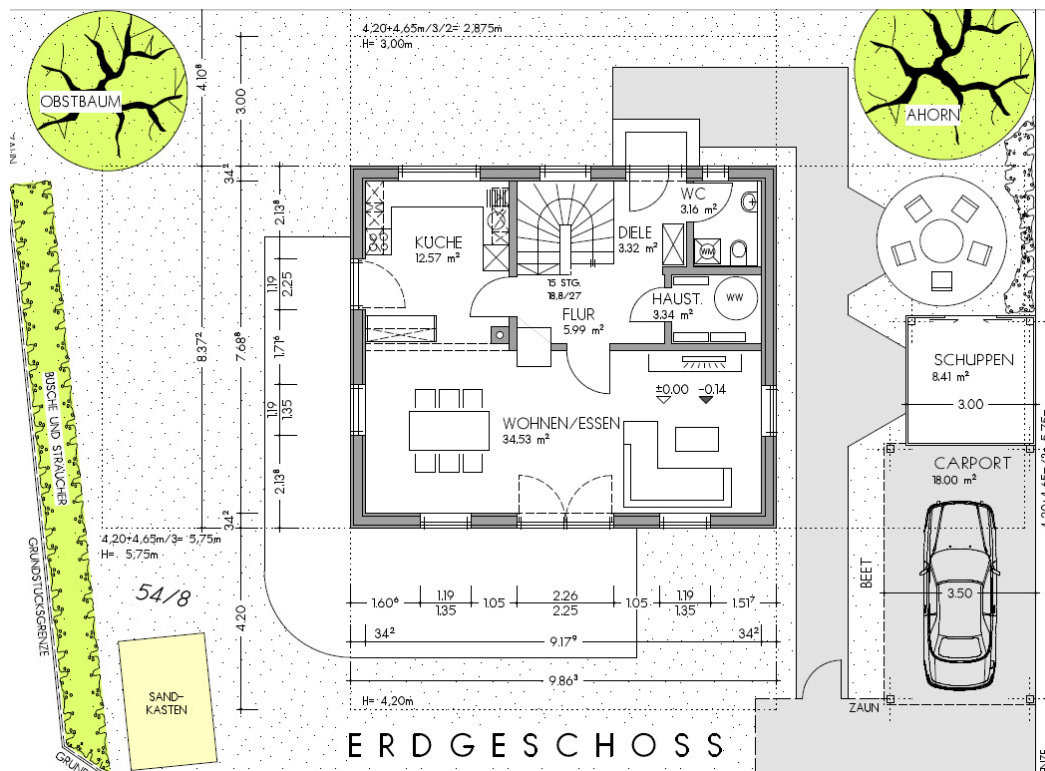 4,20+4,65m/3/2= 2,875m
H= 3,00m
OBSTBAUM
AHORN
4.10⁸
3.00
34²
34²
2.13⁸
1.19
2.25
1.71⁶
1.19
1.35
2.13⁸
8.37²
7.68⁸
34²
34²
4.20
KÜCHE
12.57 m²
WC
3.16 m²
WM
DIELE
3.32 m²
15 STG.
18,8/27
FLUR
5.99 m²
HAUST.
3.34 m²
WW
±0.00 -0.14
WOHNEN/ESSEN
34.53 m²
SCHUPPEN
8.41 m²
3.00
CARPORT
18.00 m²
3.50
BEET
ZAUN
BÜSCHE UND STRÄUCHER
GRUNDSTÜCKSGRENZE
4,20+4,65m/3= 5,75m
H= 5,75m
54/8
SAND-
KASTEN
1.60⁶ 1.19 1.05 2.26 1.05 1.19 1.51⁷
1.35 2.25 1.35
34² 9.17⁹ 34²
9.86³
H= 4,20m
ERDGESCHOSS